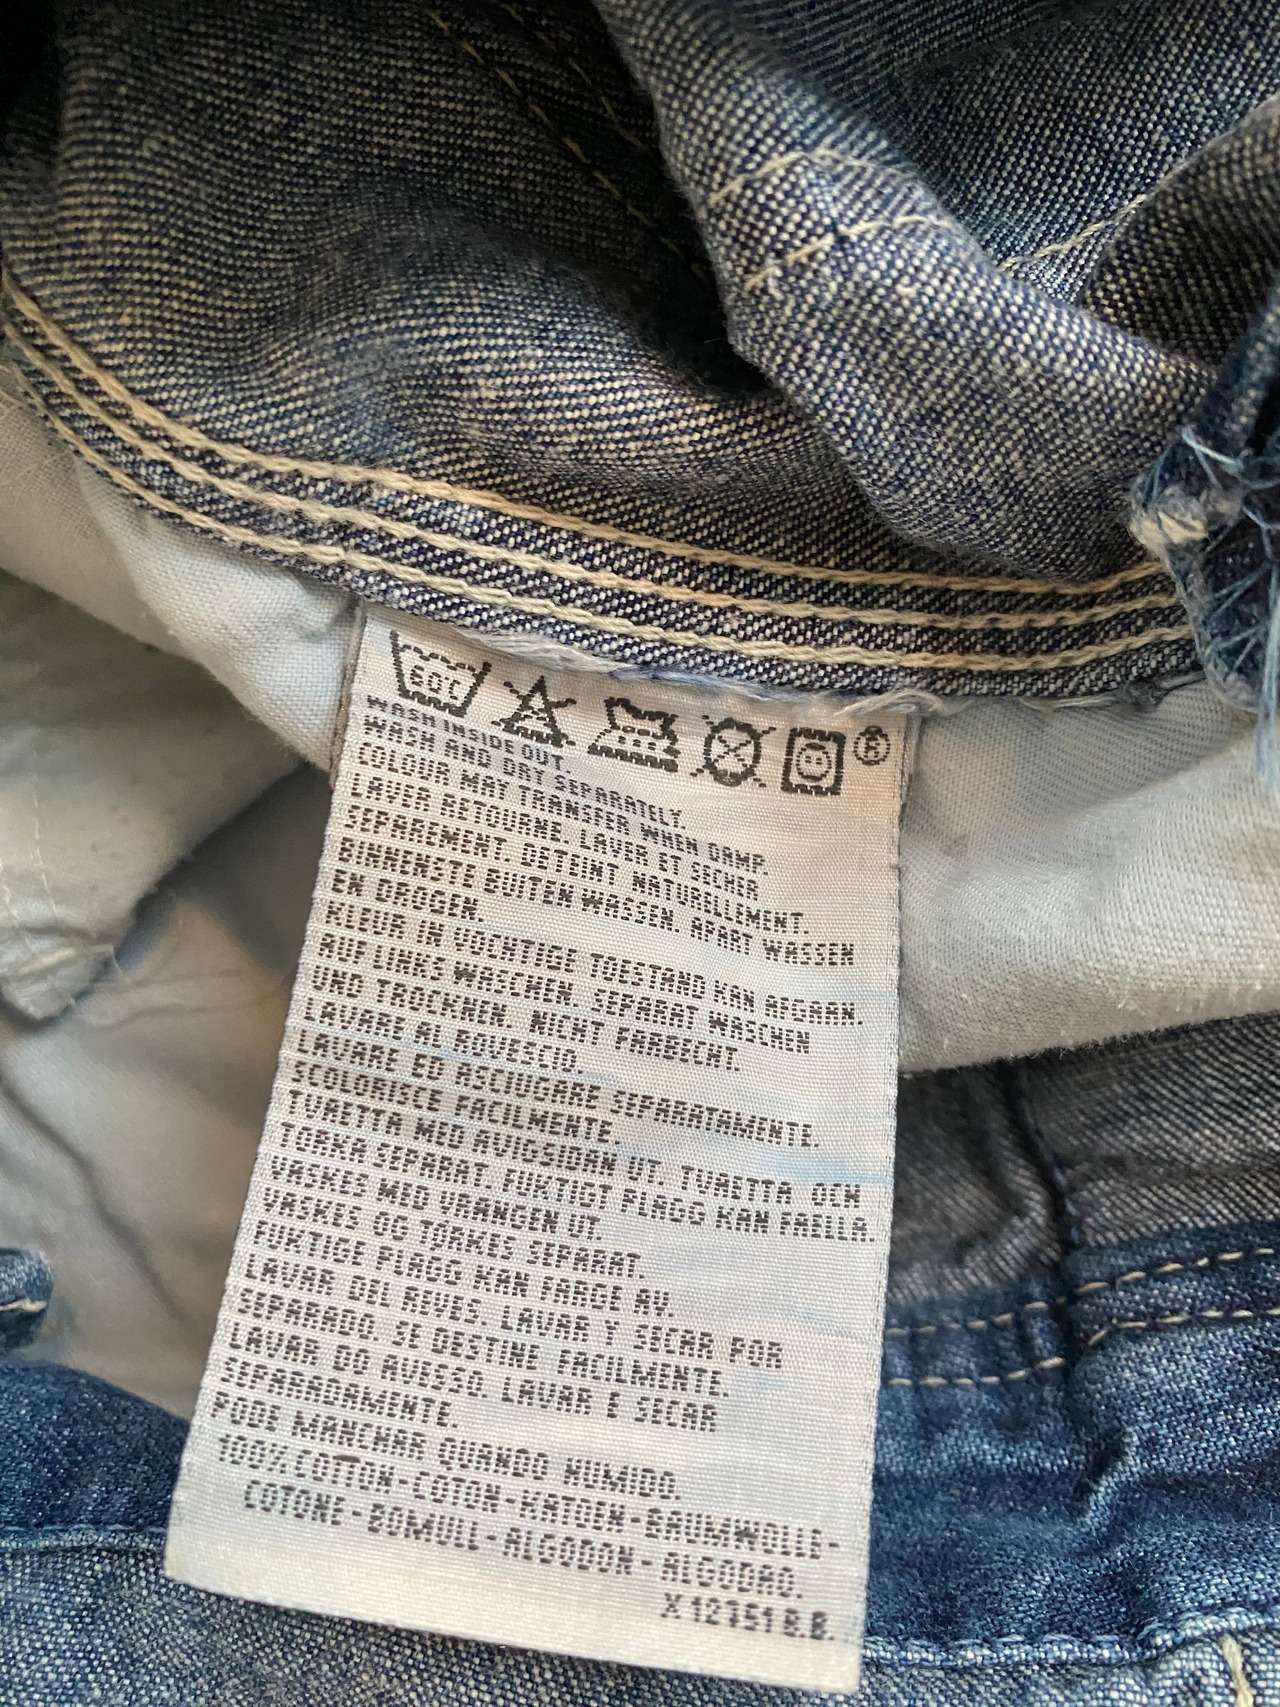 60°C ®
WASH INSIDE OUT.
WASH AND DRY SEPARATELY.
COLOUR MAY TRANSFER WHEN DAMP.
LAVER RETOURNE. LAVER ET SECHER
SEPAREMENT. DETEINT NATURELLEMENT.
BINNENSTE BUITEN WASSEN. APART WASSEN
EN DROGEN.
KLEUR IN VOCHTIGE TOESTAND KAN AFGAAN.
AUF LINKS WASCHEN. SEPARAT WASCHEN
UND TROCKNEN. NICHT FARBECHT.
LAVARE AL ROVESCIO.
LAVARE ED ASCIUGARE SEPARATAMENTE.
SCOLORISCE FACILMENTE.
TVAETTA MED AVIGSIDAN UT. TVAETTA OCH
TORKA SEPARAT. FUKTIGT PLAGG KAN FAELLA.
VASKES MED VRANGEN UT.
VASKES OG TORKES SEPARAT.
FUKTIGE PLAGG KAN FARGE AV.
LAVAR DEL REVES. LAVAR Y SECAR POR
SEPARADO. SE DESTINE FACILMENTE.
LAVAR DO AVESSO. LAVAR E SECAR
SEPARADAMENTE.
PODE MANCHAR QUANDO HUMIDO.
100% COTTON-COTON-KATOEN-BAUMWOLLE-
COTONE-BOMULL-ALGODON-ALGODAO.